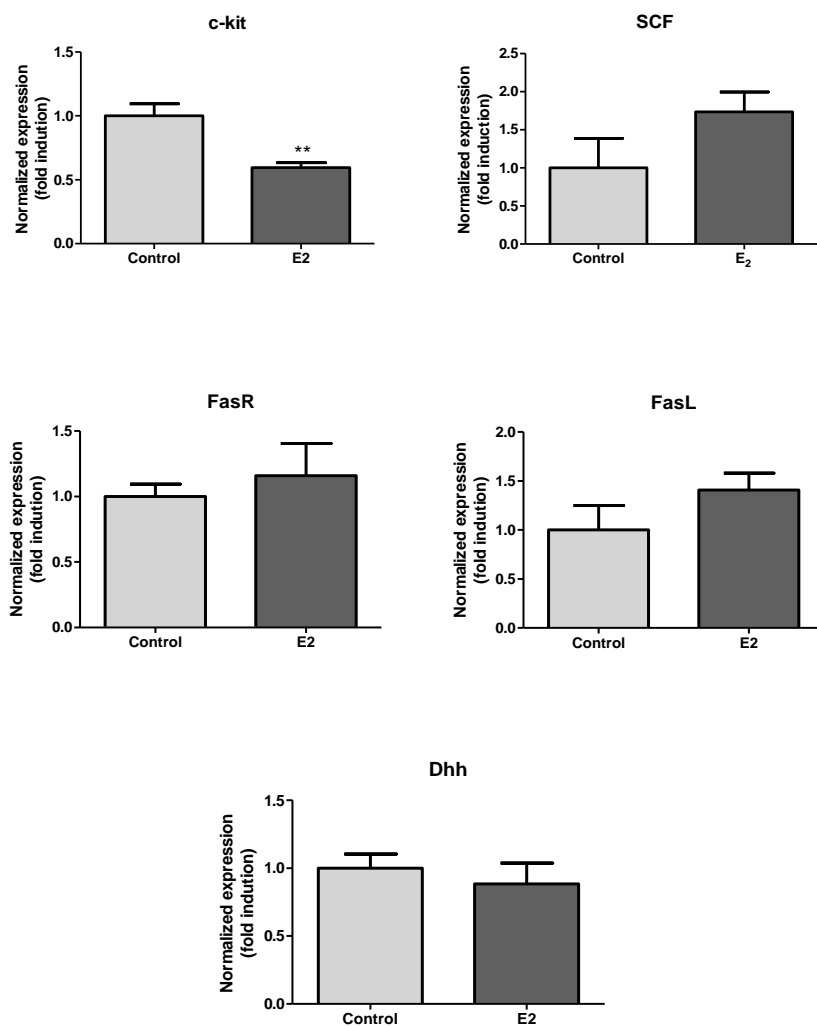 c-kit
Normalized expression
(fold indution)
1.5
1.0
0.5
0.0
**
Control
E2
SCF
Normalized expression
(fold induction)
2.5
2.0
1.5
1.0
0.5
0.0
Control
E₂
FasR
Normalized expression
(fold indution)
1.5
1.0
0.5
0.0
Control
E2
FasL
Normalized expression
(fold indution)
2.0
1.5
1.0
0.5
0.0
Control
E2
Dhh
Normalized expression
(fold indution)
1.5
1.0
0.5
0.0
Control
E2